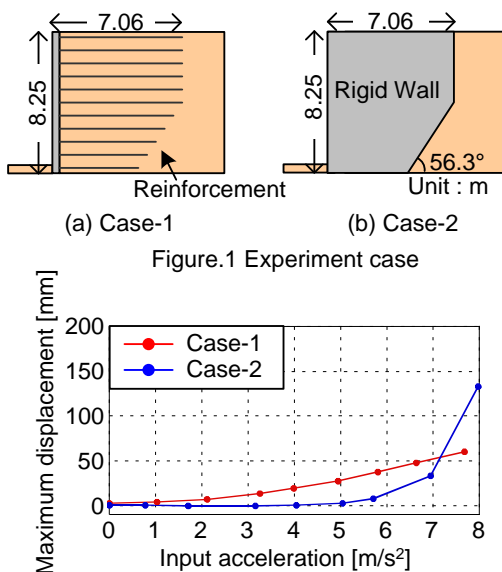 7.06
8.25
Reinforcement
(a) Case-1
7.06
8.25
Rigid Wall
56.3°
Unit : m
(b) Case-2
Figure.1 Experiment case
Maximum displacement [mm]
200
150
100
50
0
Case-1
Case-2
0 1 2 3 4 5 6 7 8
Input acceleration [m/s²]